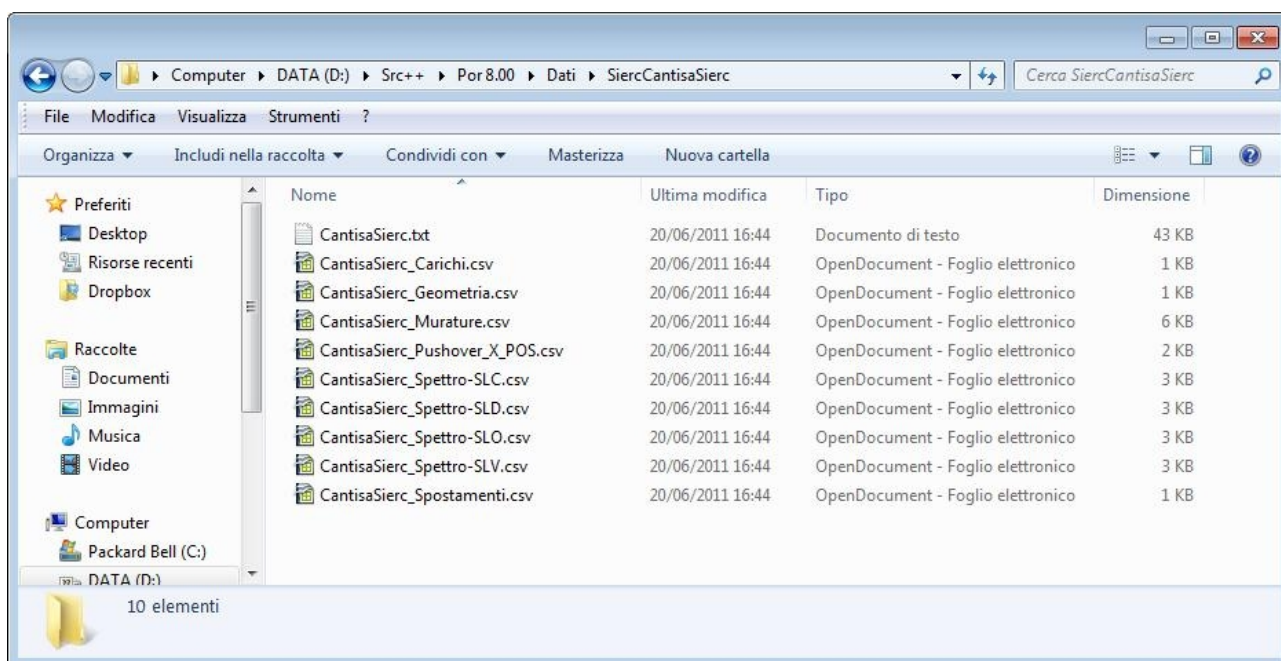 Computer ▸ DATA (D:) ▸ Src++ ▸ Por8.00 ▸ Dati ▸ SiercCantisaSierc
Cerca SiercCantisaSierc
File Modifica Visualizza Strumenti ?
Organizza Includi nella raccolta Condividi con Masterizza Nuova cartella
Preferiti
Desktop
Risorse recenti
Dropbox
Raccolte
Documenti
Immagini
Musica
Video
Computer
Packard Bell (C:)
DATA (D:)
Nome Ultima modifica Tipo Dimensione
CantisaSierc.txt 20/06/2011 16:44 Documento di testo 43 KB
CantisaSierc_Carichi.csv 20/06/2011 16:44 OpenDocument - Foglio elettronico 1 KB
CantisaSierc_Geometria.csv 20/06/2011 16:44 OpenDocument - Foglio elettronico 1 KB
CantisaSierc_Murature.csv 20/06/2011 16:44 OpenDocument - Foglio elettronico 6 KB
CantisaSierc_Pushover_X_POS.csv 20/06/2011 16:44 OpenDocument - Foglio elettronico 2 KB
CantisaSierc_Spettro-SLC.csv 20/06/2011 16:44 OpenDocument - Foglio elettronico 3 KB
CantisaSierc_Spettro-SLD.csv 20/06/2011 16:44 OpenDocument - Foglio elettronico 3 KB
CantisaSierc_Spettro-SLO.csv 20/06/2011 16:44 OpenDocument - Foglio elettronico 3 KB
CantisaSierc_Spettro-SLV.csv 20/06/2011 16:44 OpenDocument - Foglio elettronico 3 KB
CantisaSierc_Spostamenti.csv 20/06/2011 16:44 OpenDocument - Foglio elettronico 1 KB
10 elementi